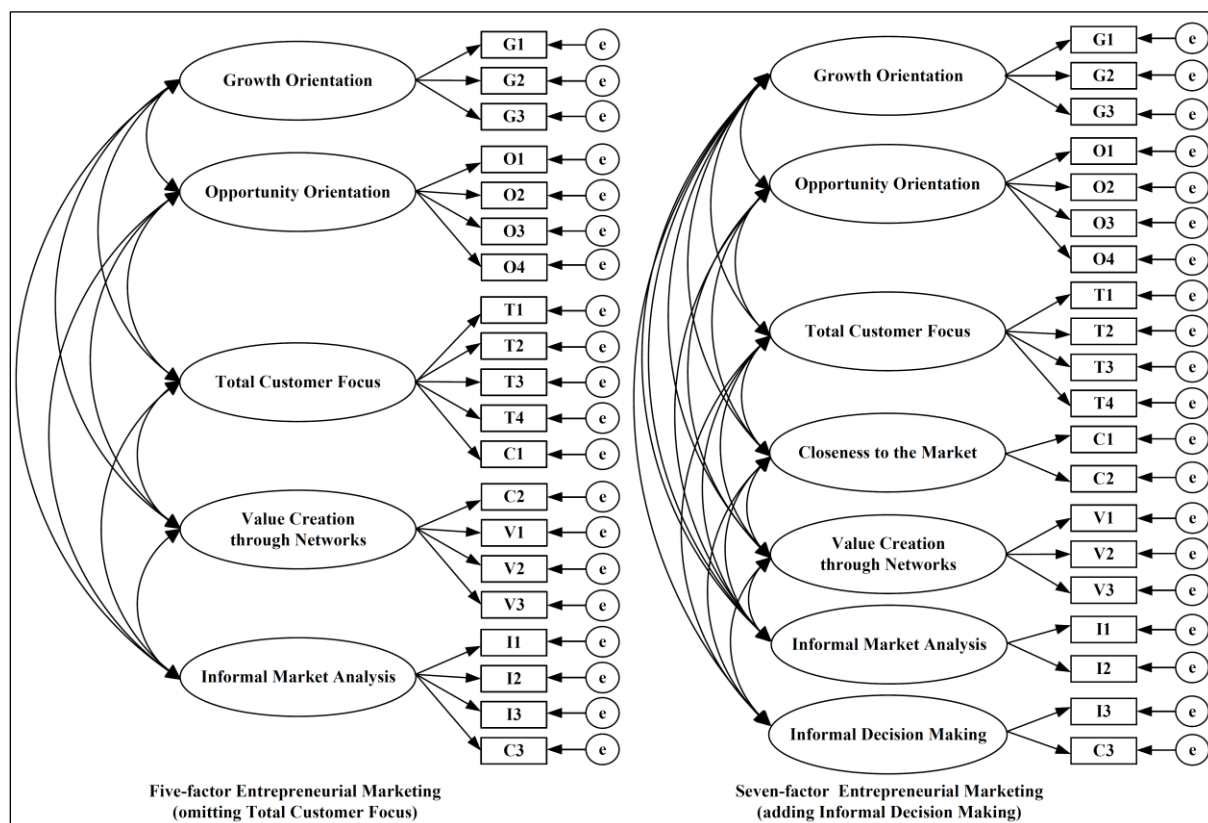 Growth Orientation
G1
e
G2
e
G3
e
Opportunity Orientation
O1
e
O2
e
O3
e
O4
e
Total Customer Focus
T1
e
T2
e
T3
e
T4
e
C1
e
Value Creation
through Networks
C2
e
V1
e
V2
e
V3
e
Informal Market Analysis
I1
e
I2
e
I3
e
C3
e
Five-factor Entrepreneurial Marketing
(omitting Total Customer Focus)
Growth Orientation
G1
e
G2
e
G3
e
Opportunity Orientation
O1
e
O2
e
O3
e
O4
e
Total Customer Focus
T1
e
T2
e
T3
e
T4
e
Closeness to the Market
C1
e
C2
e
Value Creation
through Networks
V1
e
V2
e
V3
e
Informal Market Analysis
I1
e
I2
e
Informal Decision Making
I3
e
C3
e
Seven-factor Entrepreneurial Marketing
(adding Informal Decision Making)